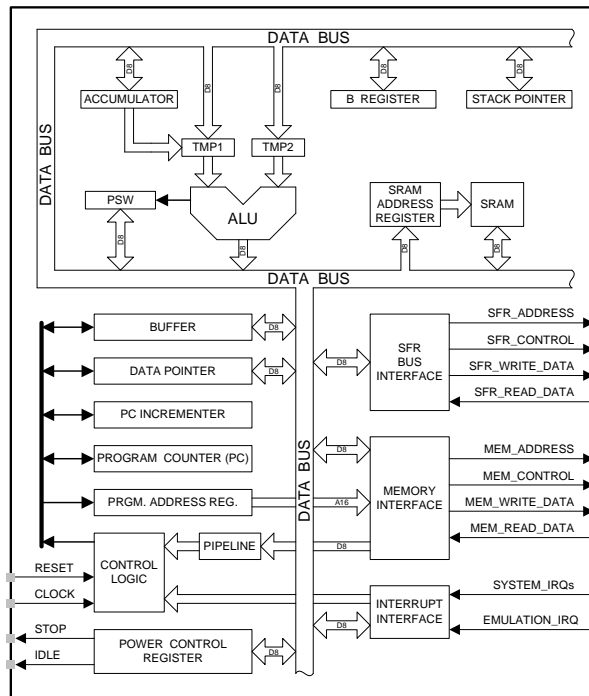 DATA BUS
D8
D8
D8
D8
D8
ACCUMULATOR
B REGISTER
STACK POINTER
DATA BUS
TMP1
TMP2
PSW
ALU
SRAM
ADDRESS
REGISTER
SRAM
D8
D8
D8
D8
DATA BUS
BUFFER
D8
DATA POINTER
D8
PC INCREMENTER
PROGRAM COUNTER (PC)
PRGM. ADDRESS REG.
A16
DATA BUS
CONTROL
LOGIC
PIPELINE
D8
POWER CONTROL
REGISTER
D8
RESET
CLOCK
STOP
IDLE
D8
SFR
BUS
INTERFACE
SFR_ADDRESS
SFR_CONTROL
SFR_WRITE_DATA
SFR_READ_DATA
D8
MEMORY
INTERFACE
MEM_ADDRESS
MEM_CONTROL
MEM_WRITE_DATA
MEM_READ_DATA
D8
INTERRUPT
INTERFACE
SYSTEM_IRQs
EMULATION_IRQ